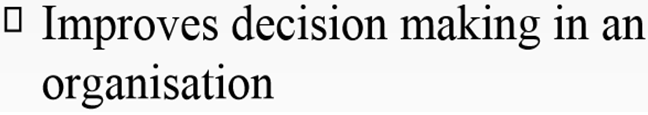 ▯ Improves decision making in an
organisation